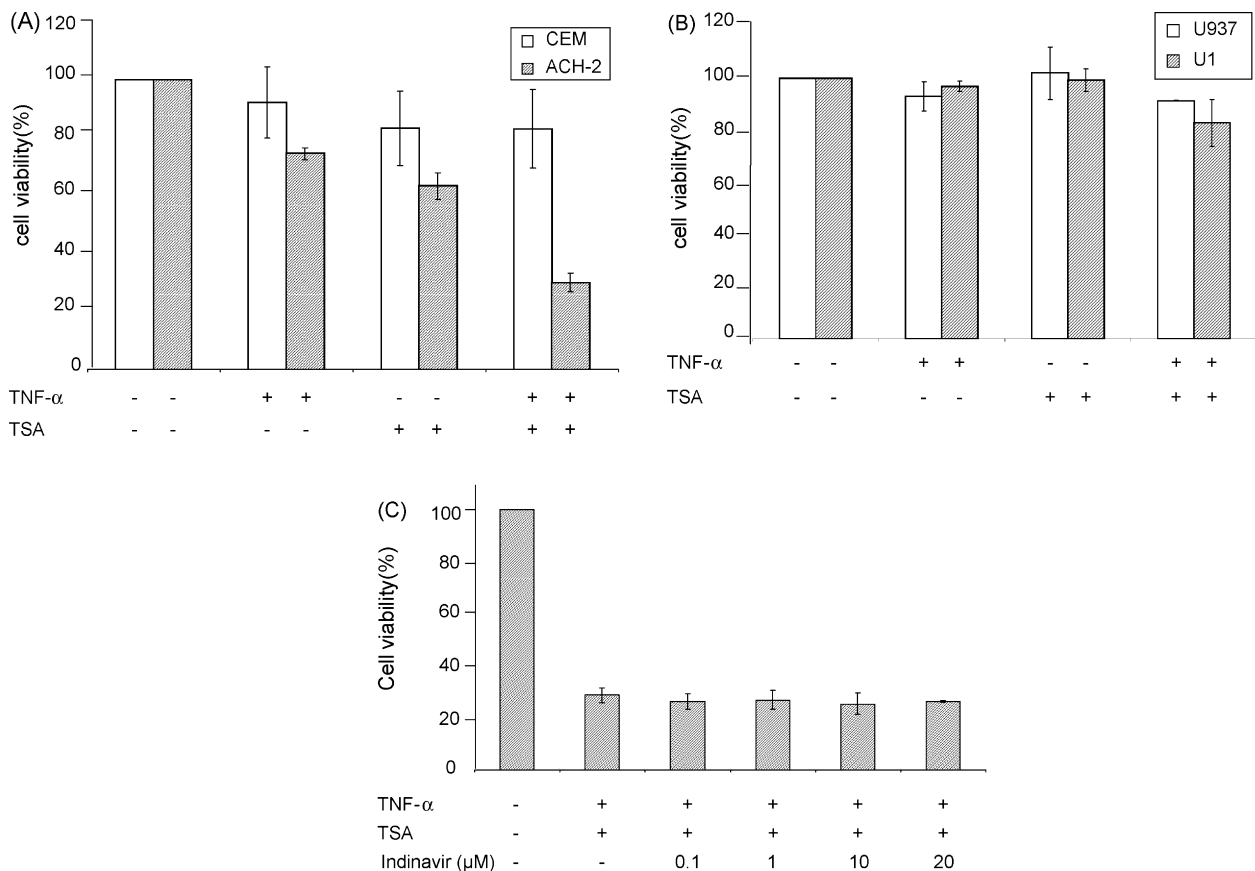 (A)
120
100
80
60
40
20
0
cell viability(%)
CEM
ACH-2
TNF-α - - + + - - + +
TSA - - - - + + + +
(B)
120
100
80
60
40
20
0
cell viability(%)
U937
U1
TNF-α - - + + - - + +
TSA - - - - + + + +
(C)
100
80
60
40
20
0
Cell viability(%)
TNF-α - + + + + +
TSA - + + + + +
Indinavir (μM) - - 0.1 1 10 20